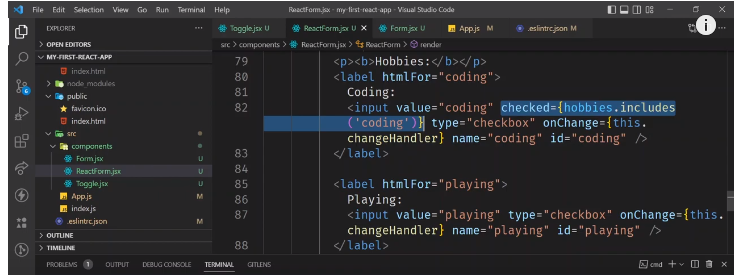 File Edit Selection View Go Run Terminal Help ReactForm.jsx - my-first-react-app - Visual Studio Code
EXPLORER
OPEN EDITORS
MY-FIRST-REACT-APP
index.html
node_modules
public
favicon.ico
index.html
src
components
Form.jsx U
ReactForm.jsx U
Toggle.jsx U
App.js M
index.js
.eslintrc.json M
OUTLINE
TIMELINE
Toggle.jsx U ReactForm.jsx U Form.jsx U App.js M .eslintrc.json
src > components > ReactForm.jsx > ReactForm > render
79 <p><b>Hobbies:</b></p>
80 <label htmlFor="coding">
81 Coding:
82 <input value="coding" checked={hobbies.includes
('coding')} type="checkbox" onChange={this.
changeHandler} name="coding" id="coding" />
83 </label>
84
85 <label htmlFor="playing">
86 Playing:
87 <input value="playing" type="checkbox" onChange={this.
changeHandler} name="playing" id="playing" />
88 </label>
PROBLEMS 1 OUTPUT DEBUG CONSOLE TERMINAL GITLENS cmd